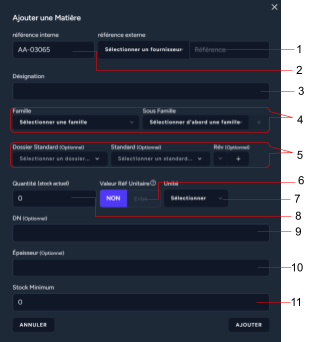 Ajouter une Matière
référence interne référence externe
AA-03065 Sélectionner un fournisseur Référence 1
2
Désignation
3
Famille Sous Famille
Sélectionner une famille Sélectionner d'abord une famille + 4
Dossier Standard (Optionnel) Standard (Optionnel) Rév (Optionnel)
Sélectionner un dossier... Sélectionner un standard... - + 5
6
Quantité (stock actuel) Valeur Réf Unitaire Unité
0 NON Sélectionner 7
8
DN (Optionnel)
9
Épaisseur (Optionnel)
10
Stock Minimum
0 11
ANNULER AJOUTER